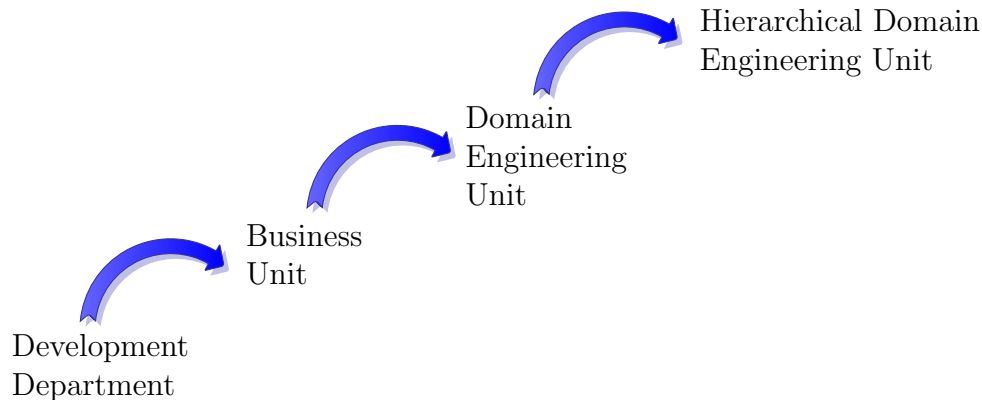 Hierarchical Domain
Engineering Unit
Domain
Engineering
Unit
Business
Unit
Development
Department